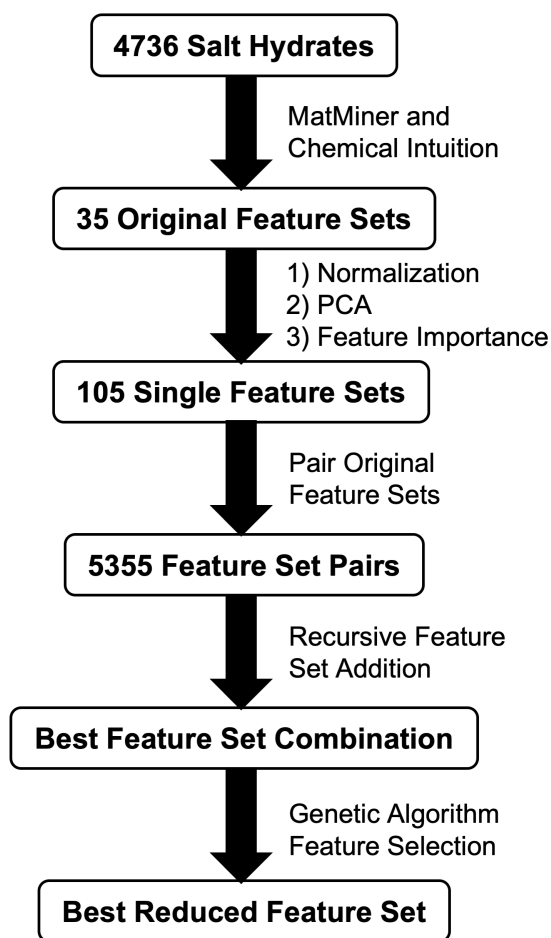 4736 Salt Hydrates
MatMiner and
Chemical Intuition
35 Original Feature Sets
1) Normalization
2) PCA
3) Feature Importance
105 Single Feature Sets
Pair Original
Feature Sets
5355 Feature Set Pairs
Recursive Feature
Set Addition
Best Feature Set Combination
Genetic Algorithm
Feature Selection
Best Reduced Feature Set